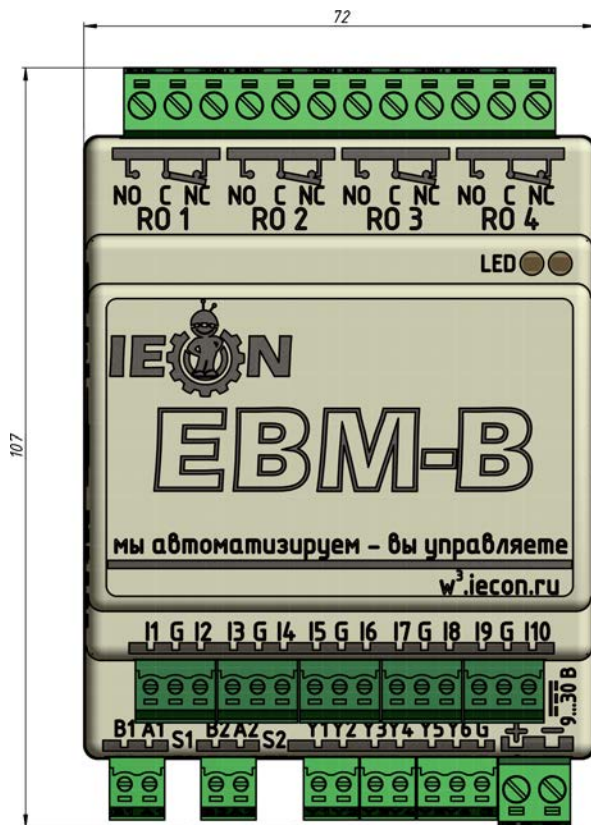 72
107
NO C NC NO C NC NO C NC NO C NC
RO 1 RO 2 RO 3 RO 4
LED
IECON
EBM-B
мы автоматизируем – вы управляете
w³.iecon.ru
I1 G I2 I3 G I4 I5 G I6 I7 G I8 I9 G I10
9...30 В
+ −
B1 A1 S1 B2 A2 S2 Y1 Y2 Y3 Y4 Y5 Y6 G